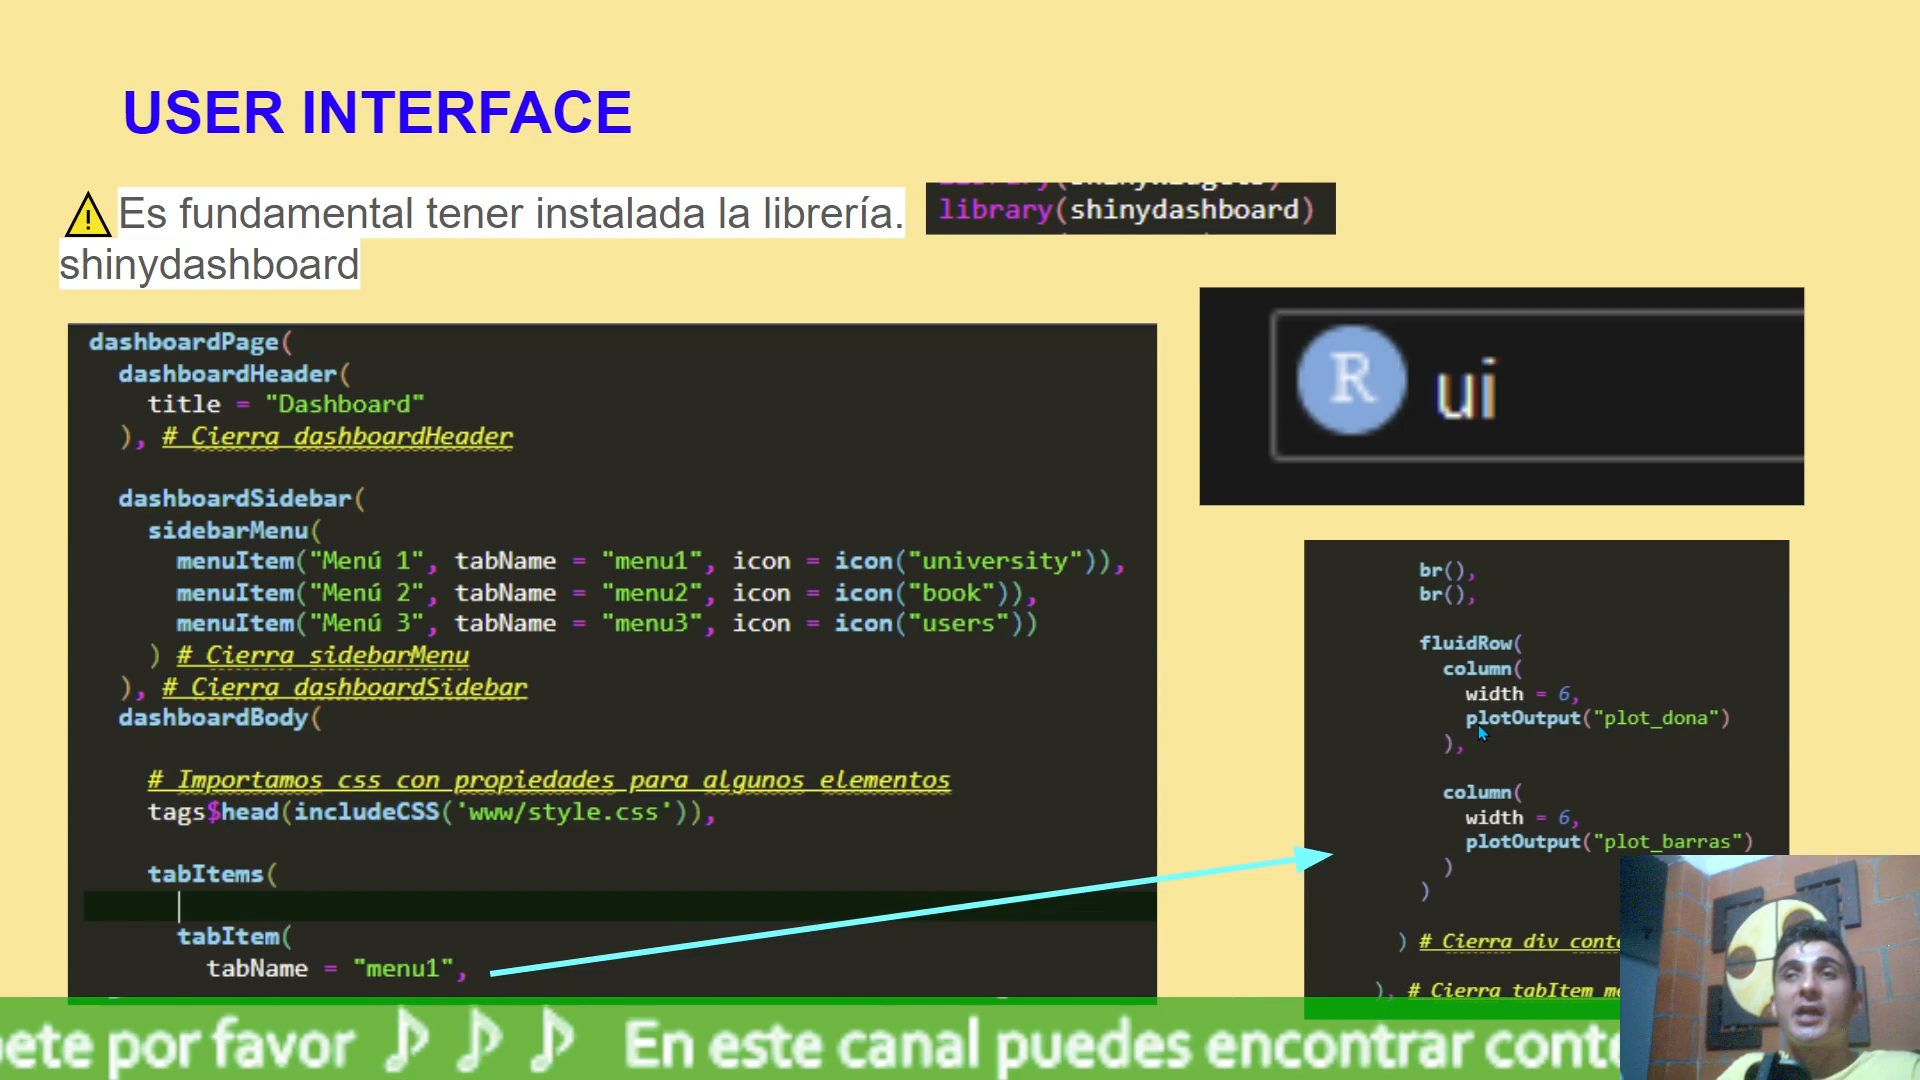 USER INTERFACE
Es fundamental tener instalada la librería.
shinydashboard
library(shinydashboard)
R ui
dashboardPage(
dashboardHeader(
title = "Dashboard"
), # Cierra dashboardHeader
dashboardSidebar(
sidebarMenu(
menuItem("Menú 1", tabName = "menu1", icon = icon("university")),
menuItem("Menú 2", tabName = "menu2", icon = icon("book")),
menuItem("Menú 3", tabName = "menu3", icon = icon("users"))
) # Cierra sidebarMenu
), # Cierra dashboardSidebar
dashboardBody(
# Importamos css con propiedades para algunos elementos
tags$head(includeCSS('www/style.css')),
tabItems(
tabItem(
tabName = "menu1",
br(),
br(),
fluidRow(
column(
width = 6,
plotOutput("plot_dona")
),
column(
width = 6,
plotOutput("plot_barras")
)
)
) # Cierra div
), # Cierra tabItem
por favor ♪ ♪ ♪ En este canal puedes encontrar